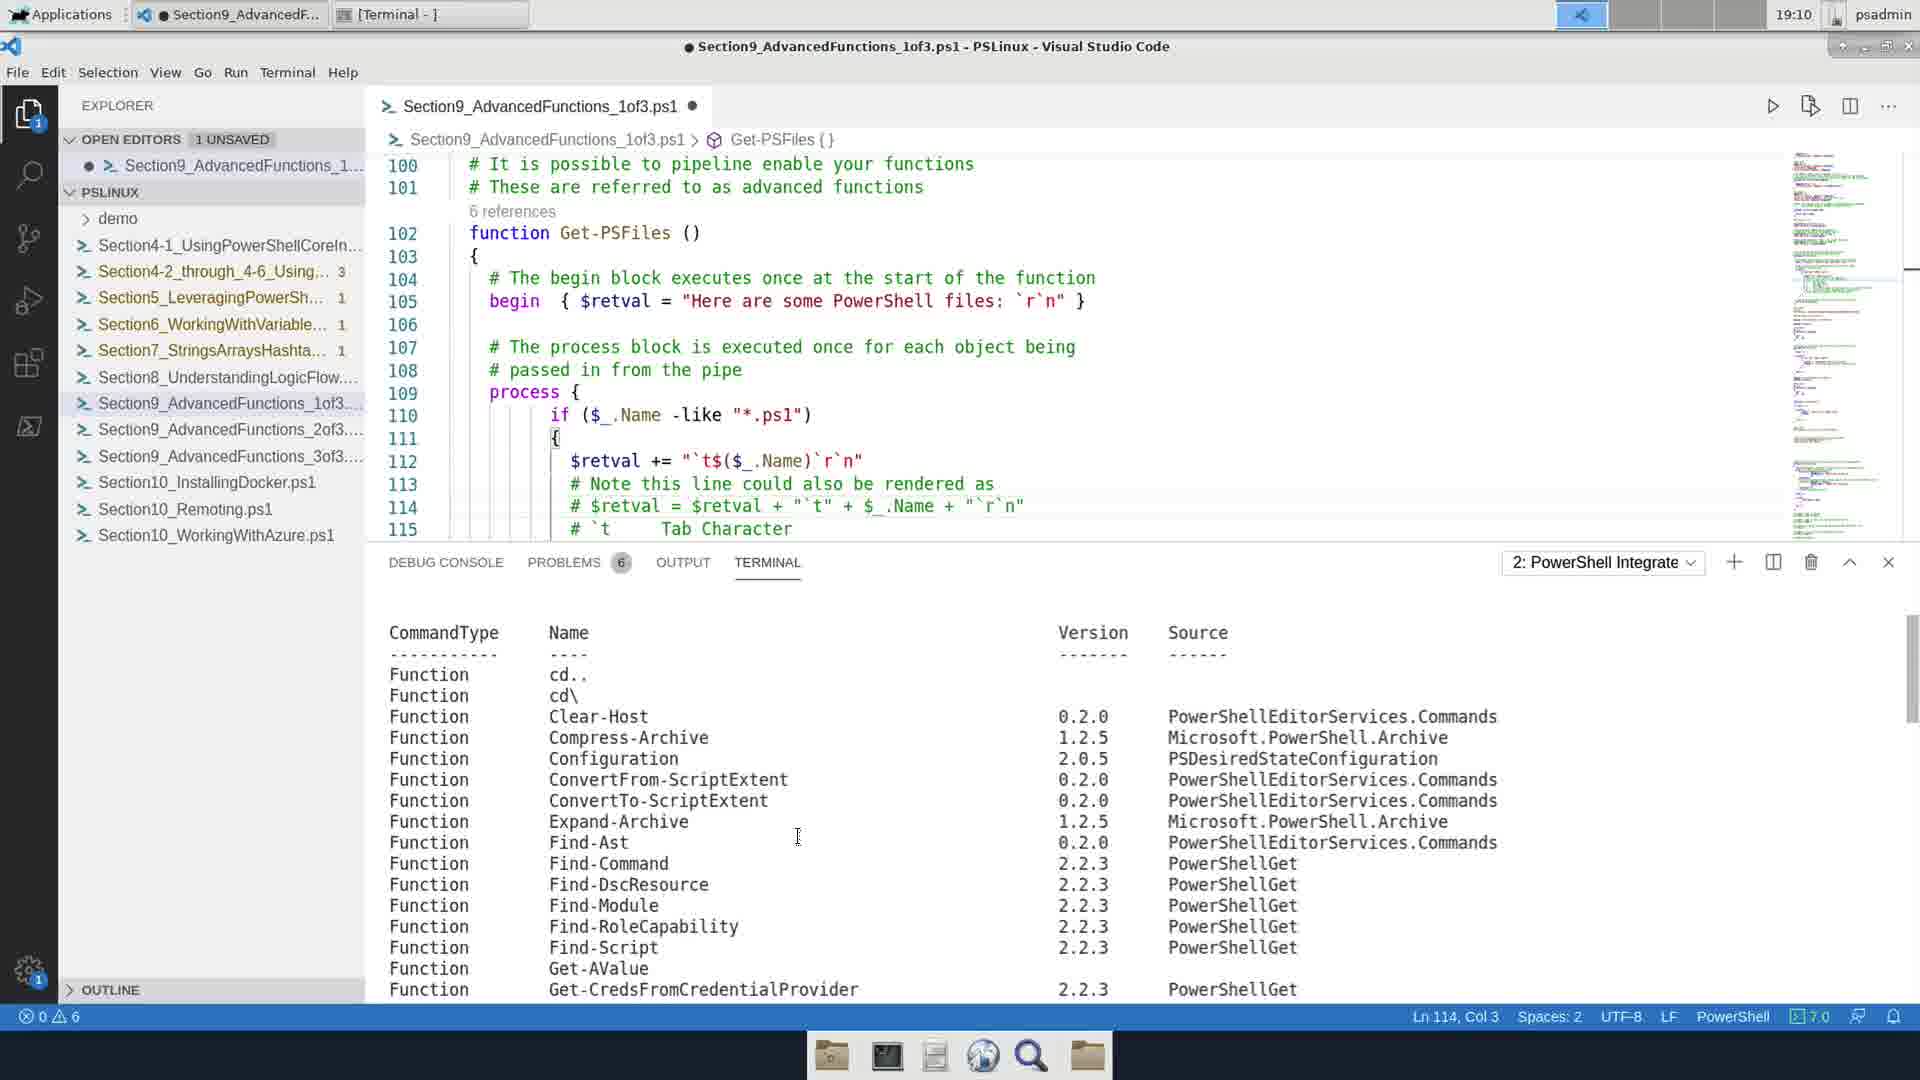 Applications
Section9_AdvancedF...
[Terminal - ]
19:10
psadmin
● Section9_AdvancedFunctions_1of3.ps1 - PSLinux - Visual Studio Code
File Edit Selection View Go Run Terminal Help
EXPLORER
OPEN EDITORS 1 UNSAVED
Section9_AdvancedFunctions_1...
PSLINUX
demo
Section4-1_UsingPowerShellCoreIn...
Section4-2_through_4-6_Using... 3
Section5_LeveragingPowerSh... 1
Section6_WorkingWithVariable... 1
Section7_StringsArraysHashta... 1
Section8_UnderstandingLogicFlow....
Section9_AdvancedFunctions_1of3....
Section9_AdvancedFunctions_2of3....
Section9_AdvancedFunctions_3of3....
Section10_InstallingDocker.ps1
Section10_Remoting.ps1
Section10_WorkingWithAzure.ps1
OUTLINE
1
1
Section9_AdvancedFunctions_1of3.ps1
Section9_AdvancedFunctions_1of3.ps1 > Get-PSFiles { }
100 # It is possible to pipeline enable your functions
101 # These are referred to as advanced functions
6 references
102 function Get-PSFiles ()
103 {
104 # The begin block executes once at the start of the function
105 begin { $retval = "Here are some PowerShell files: `r`n" }
106
107 # The process block is executed once for each object being
108 # passed in from the pipe
109 process {
110 if ($_.Name -like "*.ps1")
111 {
112 $retval += "`t$($_.Name)`r`n"
113 # Note this line could also be rendered as
114 # $retval = $retval + "`t" + $_.Name + "`r`n"
115 # `t Tab Character
DEBUG CONSOLE PROBLEMS 6 OUTPUT TERMINAL
2: PowerShell Integrate
CommandType Name Version Source
----------- ---- ------- ------
Function cd..
Function cd\
Function Clear-Host 0.2.0 PowerShellEditorServices.Commands
Function Compress-Archive 1.2.5 Microsoft.PowerShell.Archive
Function Configuration 2.0.5 PSDesiredStateConfiguration
Function ConvertFrom-ScriptExtent 0.2.0 PowerShellEditorServices.Commands
Function ConvertTo-ScriptExtent 0.2.0 PowerShellEditorServices.Commands
Function Expand-Archive 1.2.5 Microsoft.PowerShell.Archive
Function Find-Ast 0.2.0 PowerShellEditorServices.Commands
Function Find-Command 2.2.3 PowerShellGet
Function Find-DscResource 2.2.3 PowerShellGet
Function Find-Module 2.2.3 PowerShellGet
Function Find-RoleCapability 2.2.3 PowerShellGet
Function Find-Script 2.2.3 PowerShellGet
Function Get-AValue
Function Get-CredsFromCredentialProvider 2.2.3 PowerShellGet
0 6
Ln 114, Col 3 Spaces: 2 UTF-8 LF PowerShell 7.0